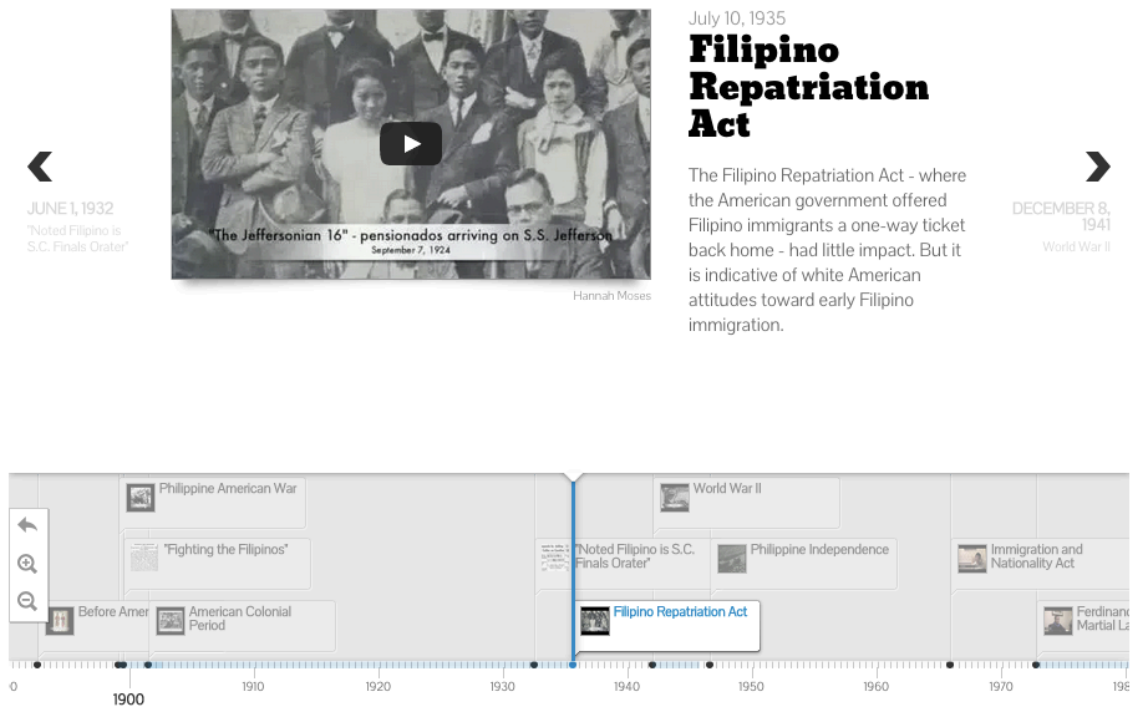 July 10, 1935
Filipino
Repatriation
Act
The Filipino Repatriation Act - where
the American government offered
Filipino immigrants a one-way ticket
back home - had little impact. But it
is indicative of white American
attitudes toward early Filipino
immigration.
"The Jeffersonian 16" - pensionados arriving on S.S. Jefferson
September 7, 1924
Hannah Moses
JUNE 1, 1932
"Noted Filipino is
S.C. Finals Orater"
DECEMBER 8,
1941
World War II
Philippine American War
World War II
"Fighting the Filipinos"
"Noted Filipino is S.C.
Finals Orater"
Philippine Independence
Immigration and
Nationality Act
Before Amer
American Colonial
Period
Filipino Repatriation Act
Ferdinand
Martial La
0
1900
1910
1920
1930
1940
1950
1960
1970
198